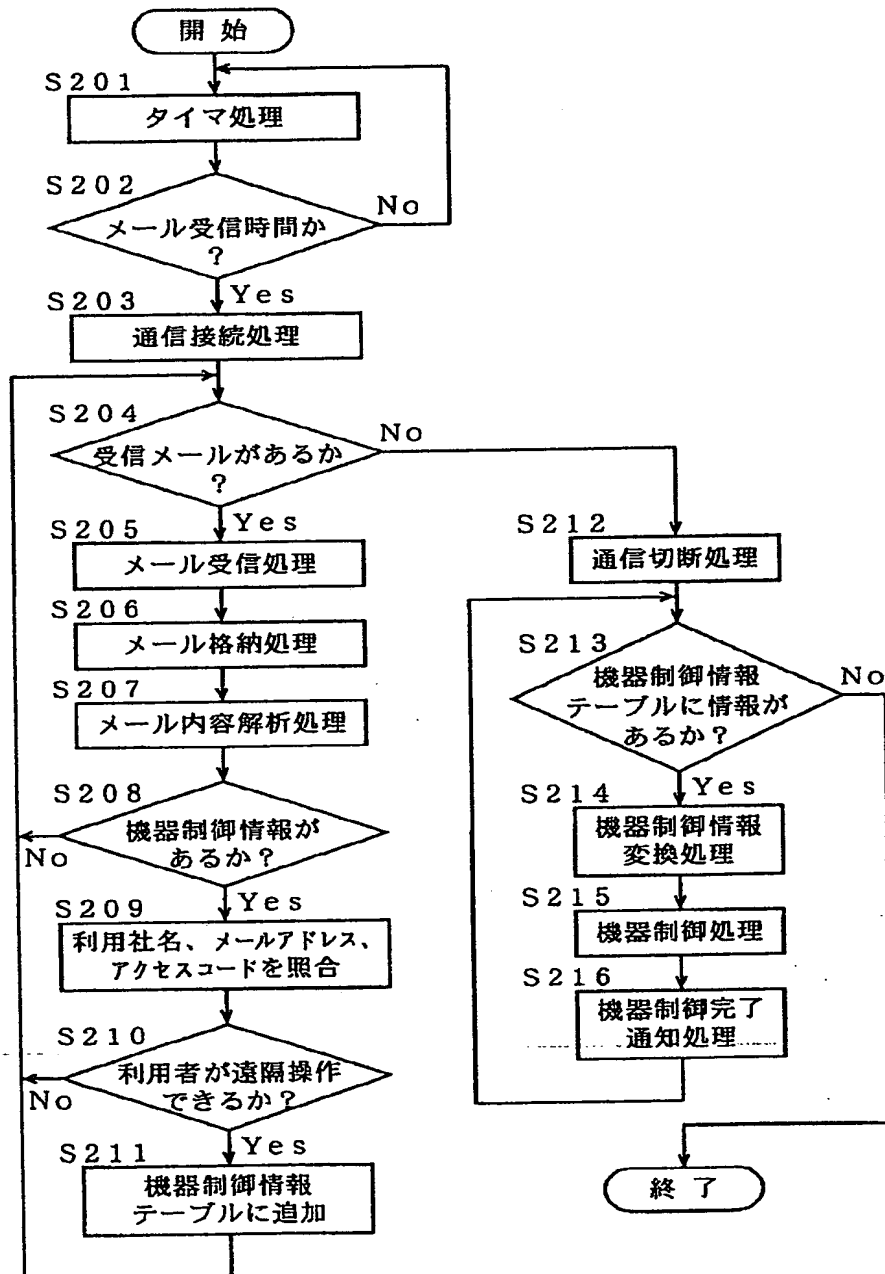 開始
S201
タイマ処理
S202
メール受信時間か
?
No
Yes
S203
通信接続処理
S204
受信メールがあるか
?
No
Yes
S205
メール受信処理
S206
メール格納処理
S207
メール内容解析処理
S208
機器制御情報が
あるか?
No
Yes
S209
利用社名、メールアドレス、
アクセスコードを照合
S210
利用者が遠隔操作
できるか?
No
Yes
S211
機器制御情報
テーブルに追加
S212
通信切断処理
S213
機器制御情報
テーブルに情報が
あるか?
No
Yes
S214
機器制御情報
変換処理
S215
機器制御処理
S216
機器制御完了
通知処理
終了